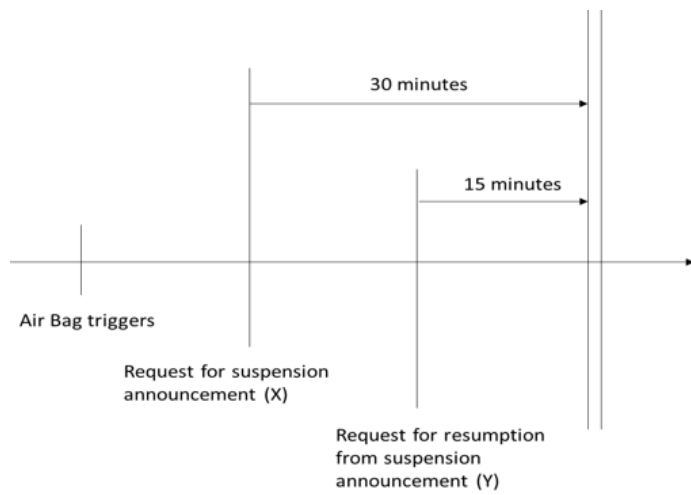 30 minutes
15 minutes
Air Bag triggers
Request for suspension
announcement (X)
Request for resumption
from suspension
announcement (Y)